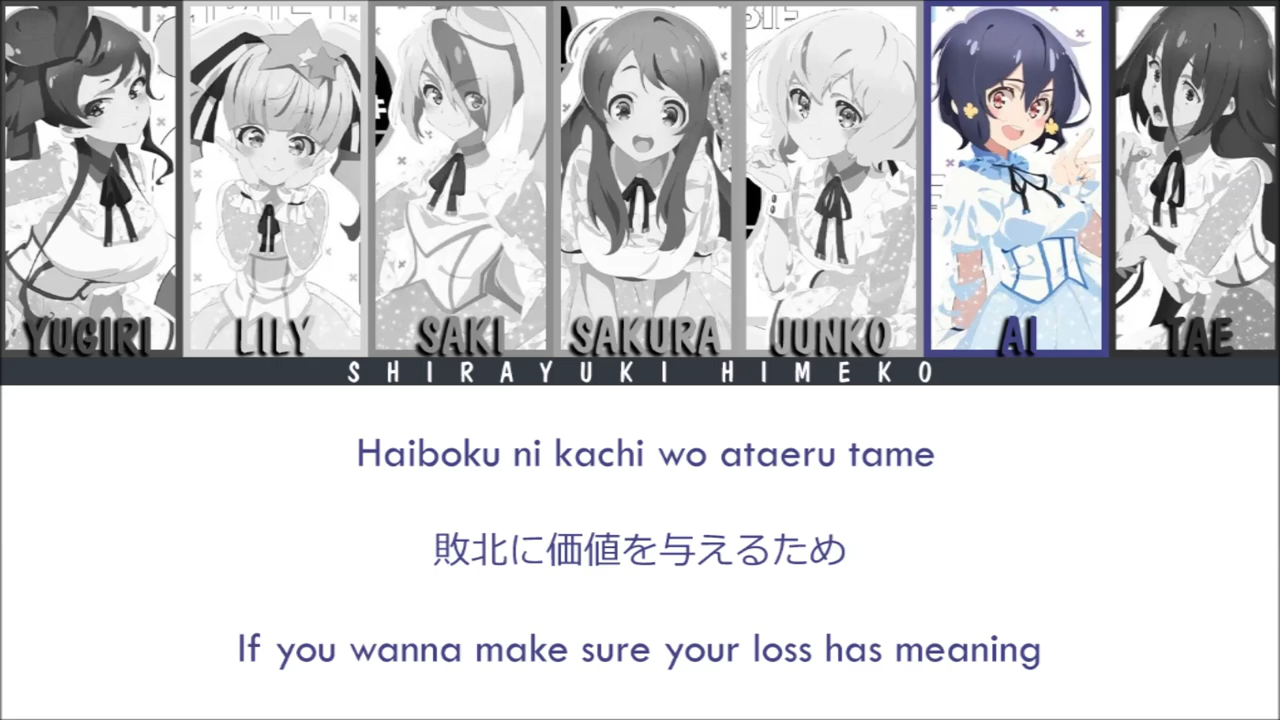 YUGIRI LILY SAKI SAKURA JUNKO AI TAE
SHIRAYUKI HIMEKO
Haiboku ni kachi wo ataeru tame
敗北に価値を与えるため
If you wanna make sure your loss has meaning